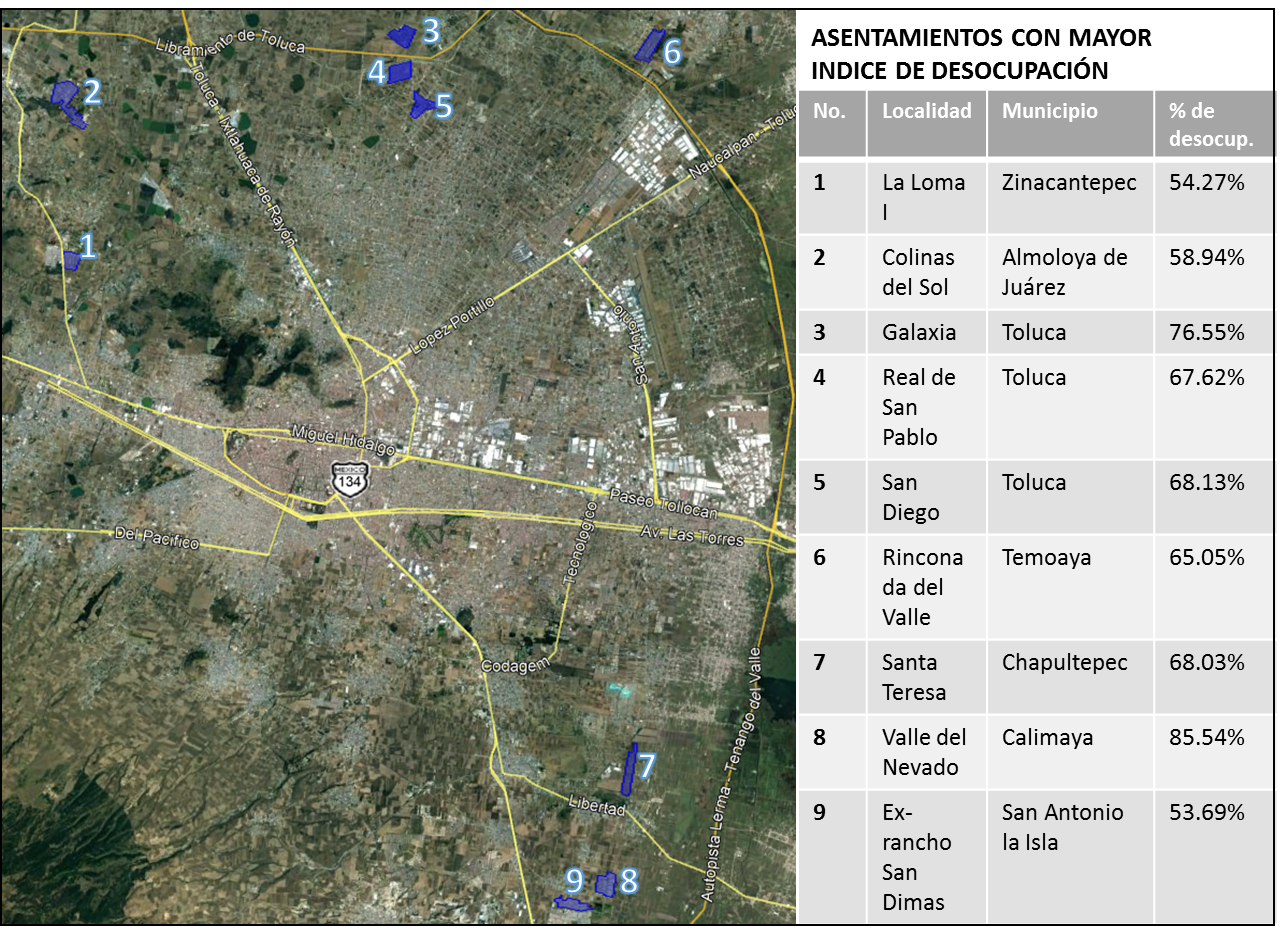 Libramiento de Toluca
3
6
4
2
5
Toluca - Ixtlahuaca de Rayón
Naucalpan - Toluc
1
Lopez Portillo
San Antonio
Miguel Hidalgo
MEXICO
134
Paseo Tollocan
Del Pacifico
Tecnologico
Av. Las Torres
Codagem
Autopista Lerma - Tenango del Valle
7
Libertad
9
8
ASENTAMIENTOS CON MAYOR
INDICE DE DESOCUPACIÓN
No. Localidad Municipio % de
desocup.
1 La Loma Zinacantepec 54.27%
I
2 Colinas Almoloya de 58.94%
del Sol Juárez
3 Galaxia Toluca 76.55%
4 Real de Toluca 67.62%
San
Pablo
5 San Toluca 68.13%
Diego
6 Rincona Temoaya 65.05%
da del
Valle
7 Santa Chapultepec 68.03%
Teresa
8 Valle del Calimaya 85.54%
Nevado
9 Ex- San Antonio 53.69%
rancho la Isla
San
Dimas